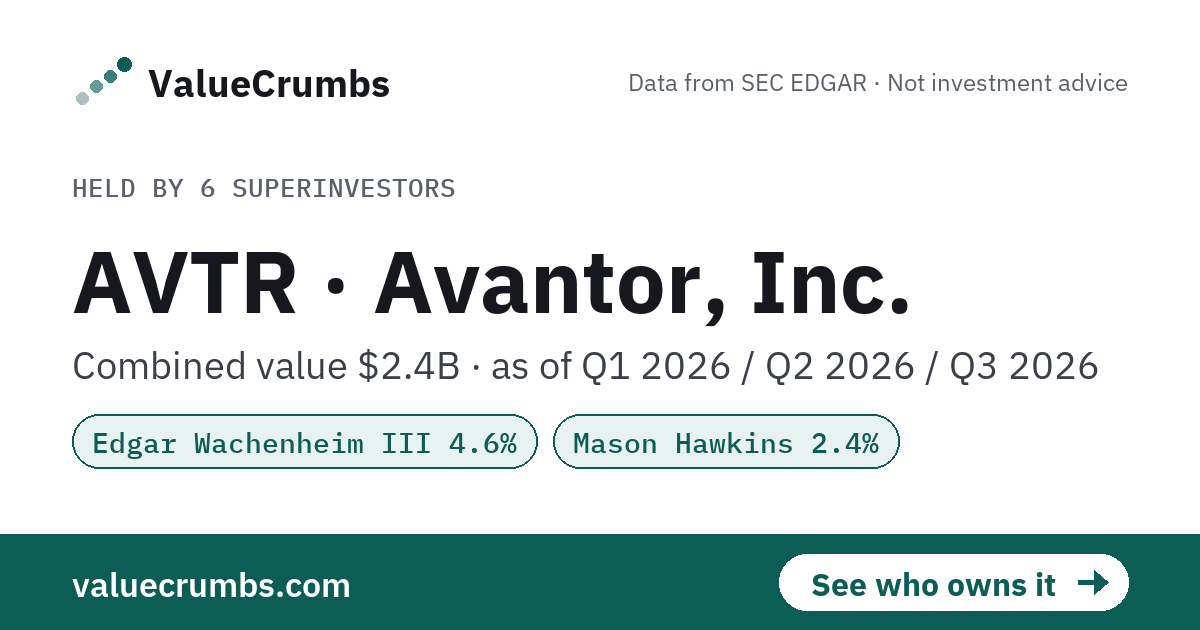 ValueCrumbs
Data from SEC EDGAR · Not investment advice
HELD BY 6 SUPERINVESTORS
AVTR · Avantor, Inc.
Combined value $2.4B · as of Q1 2026 / Q2 2026 / Q3 2026
Edgar Wachenheim III 4.6%
Mason Hawkins 2.4%
valuecrumbs.com
See who owns it →